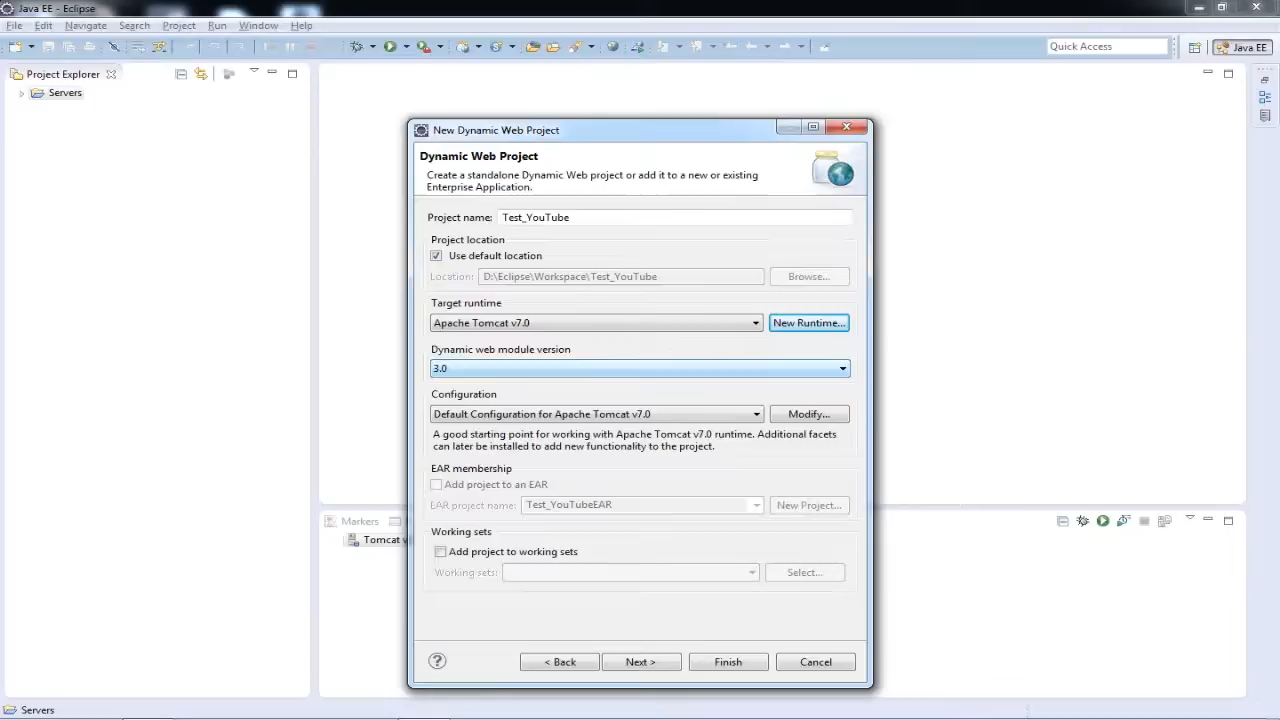 Java EE - Eclipse
File Edit Navigate Search Project Run Window Help
Quick Access
Java EE
Project Explorer
Servers
New Dynamic Web Project
Dynamic Web Project
Create a standalone Dynamic Web project or add it to a new or existing
Enterprise Application.
Project name: Test_YouTube
Project location
Use default location
Location: D:\Eclipse\Workspace\Test_YouTube Browse...
Target runtime
Apache Tomcat v7.0 New Runtime...
Dynamic web module version
3.0
Configuration
Default Configuration for Apache Tomcat v7.0 Modify...
A good starting point for working with Apache Tomcat v7.0 runtime. Additional facets
can later be installed to add new functionality to the project.
EAR membership
Add project to an EAR
EAR project name: Test_YouTubeEAR New Project...
Working sets
Add project to working sets
Working sets: Select...
Markers
Tomcat v
< Back Next > Finish Cancel
Servers